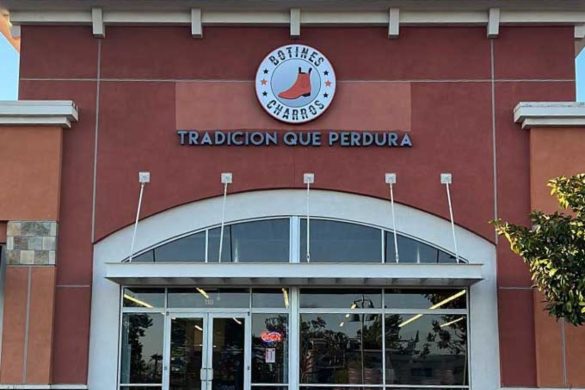 BOTINES
CHARROS
TRADICION QUE PERDURA